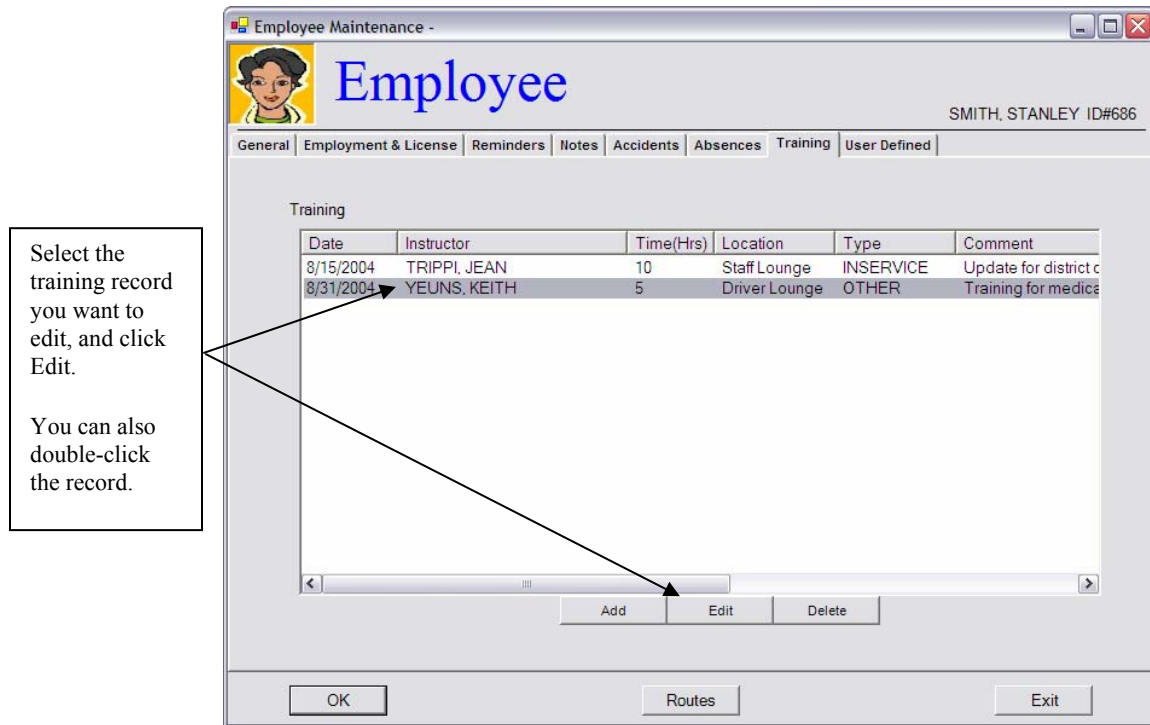 Employee Maintenance -
Employee
SMITH, STANLEY ID#686
General Employment & License Reminders Notes Accidents Absences Training User Defined
Training
Date Instructor Time(Hrs) Location Type Comment
8/15/2004 TRIPPI, JEAN 10 Staff Lounge INSERVICE Update for district
8/31/2004 YEUNS, KEITH 5 Driver Lounge OTHER Training for medica
Select the
training record
you want to
edit, and click
Edit.
You can also
double-click
the record.
Add Edit Delete
OK Routes Exit